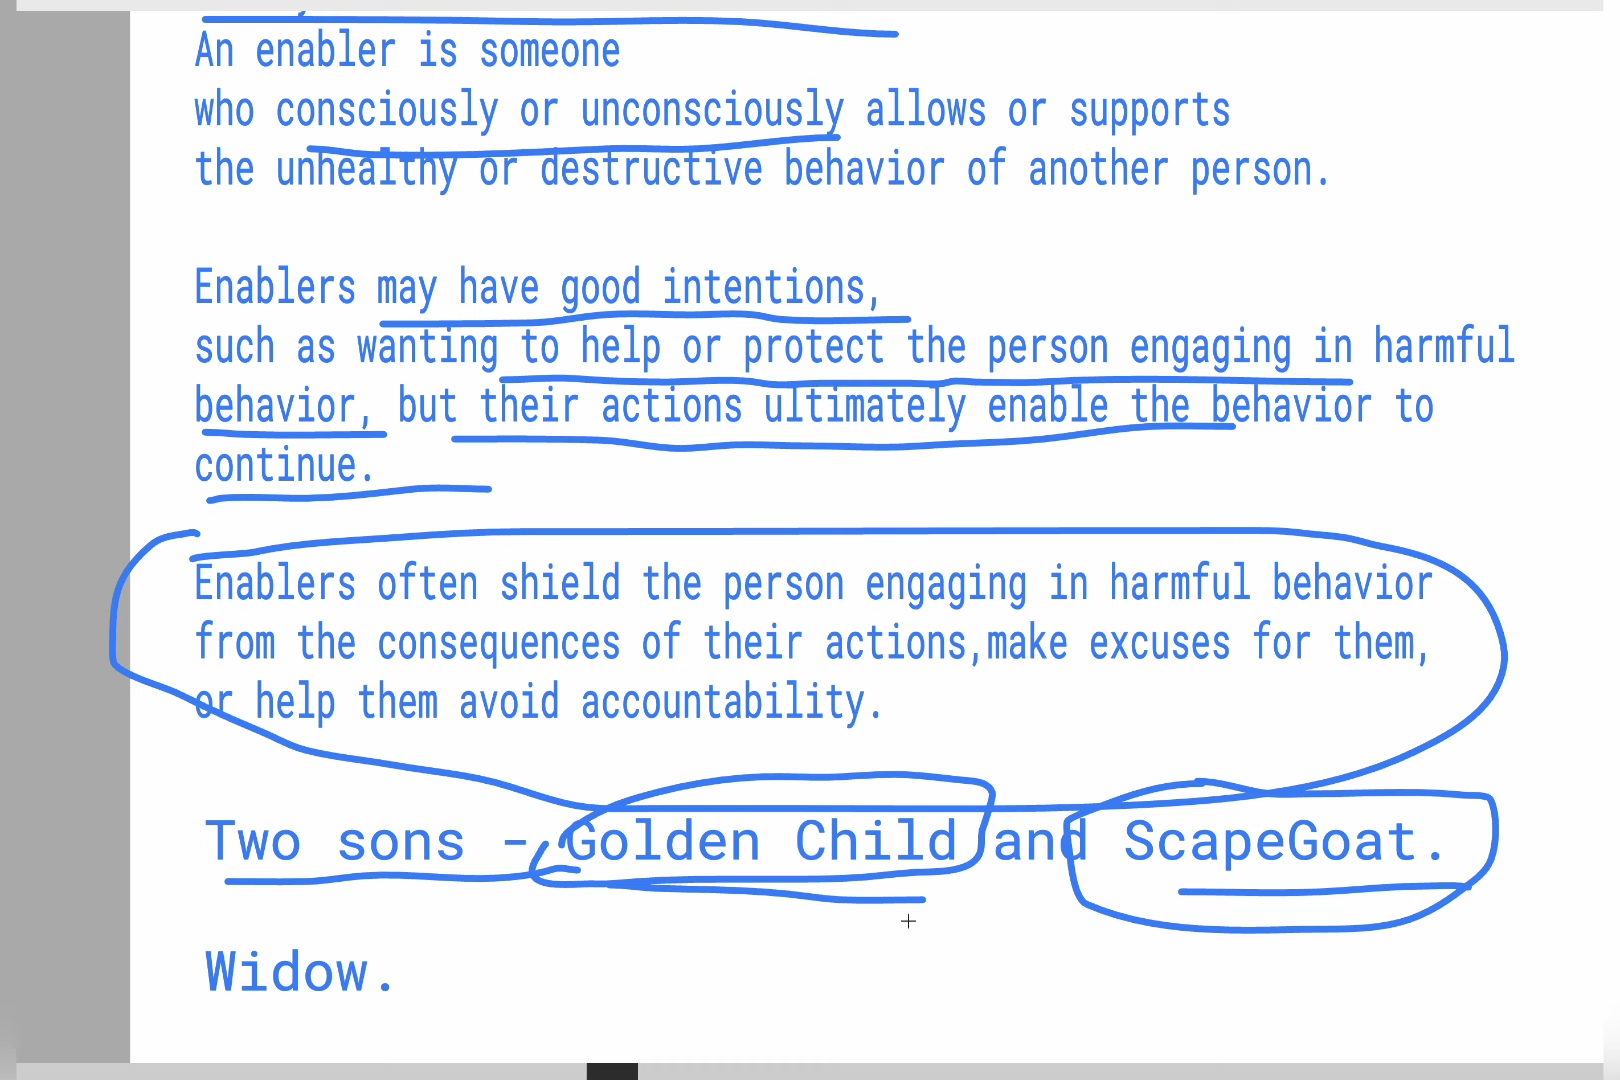 An enabler is someone
who consciously or unconsciously allows or supports
the unhealthy or destructive behavior of another person.
Enablers may have good intentions,
such as wanting to help or protect the person engaging in harmful
behavior, but their actions ultimately enable the behavior to
continue.
Enablers often shield the person engaging in harmful behavior
from the consequences of their actions,make excuses for them,
or help them avoid accountability.
Two sons - Golden Child and ScapeGoat.
Widow.